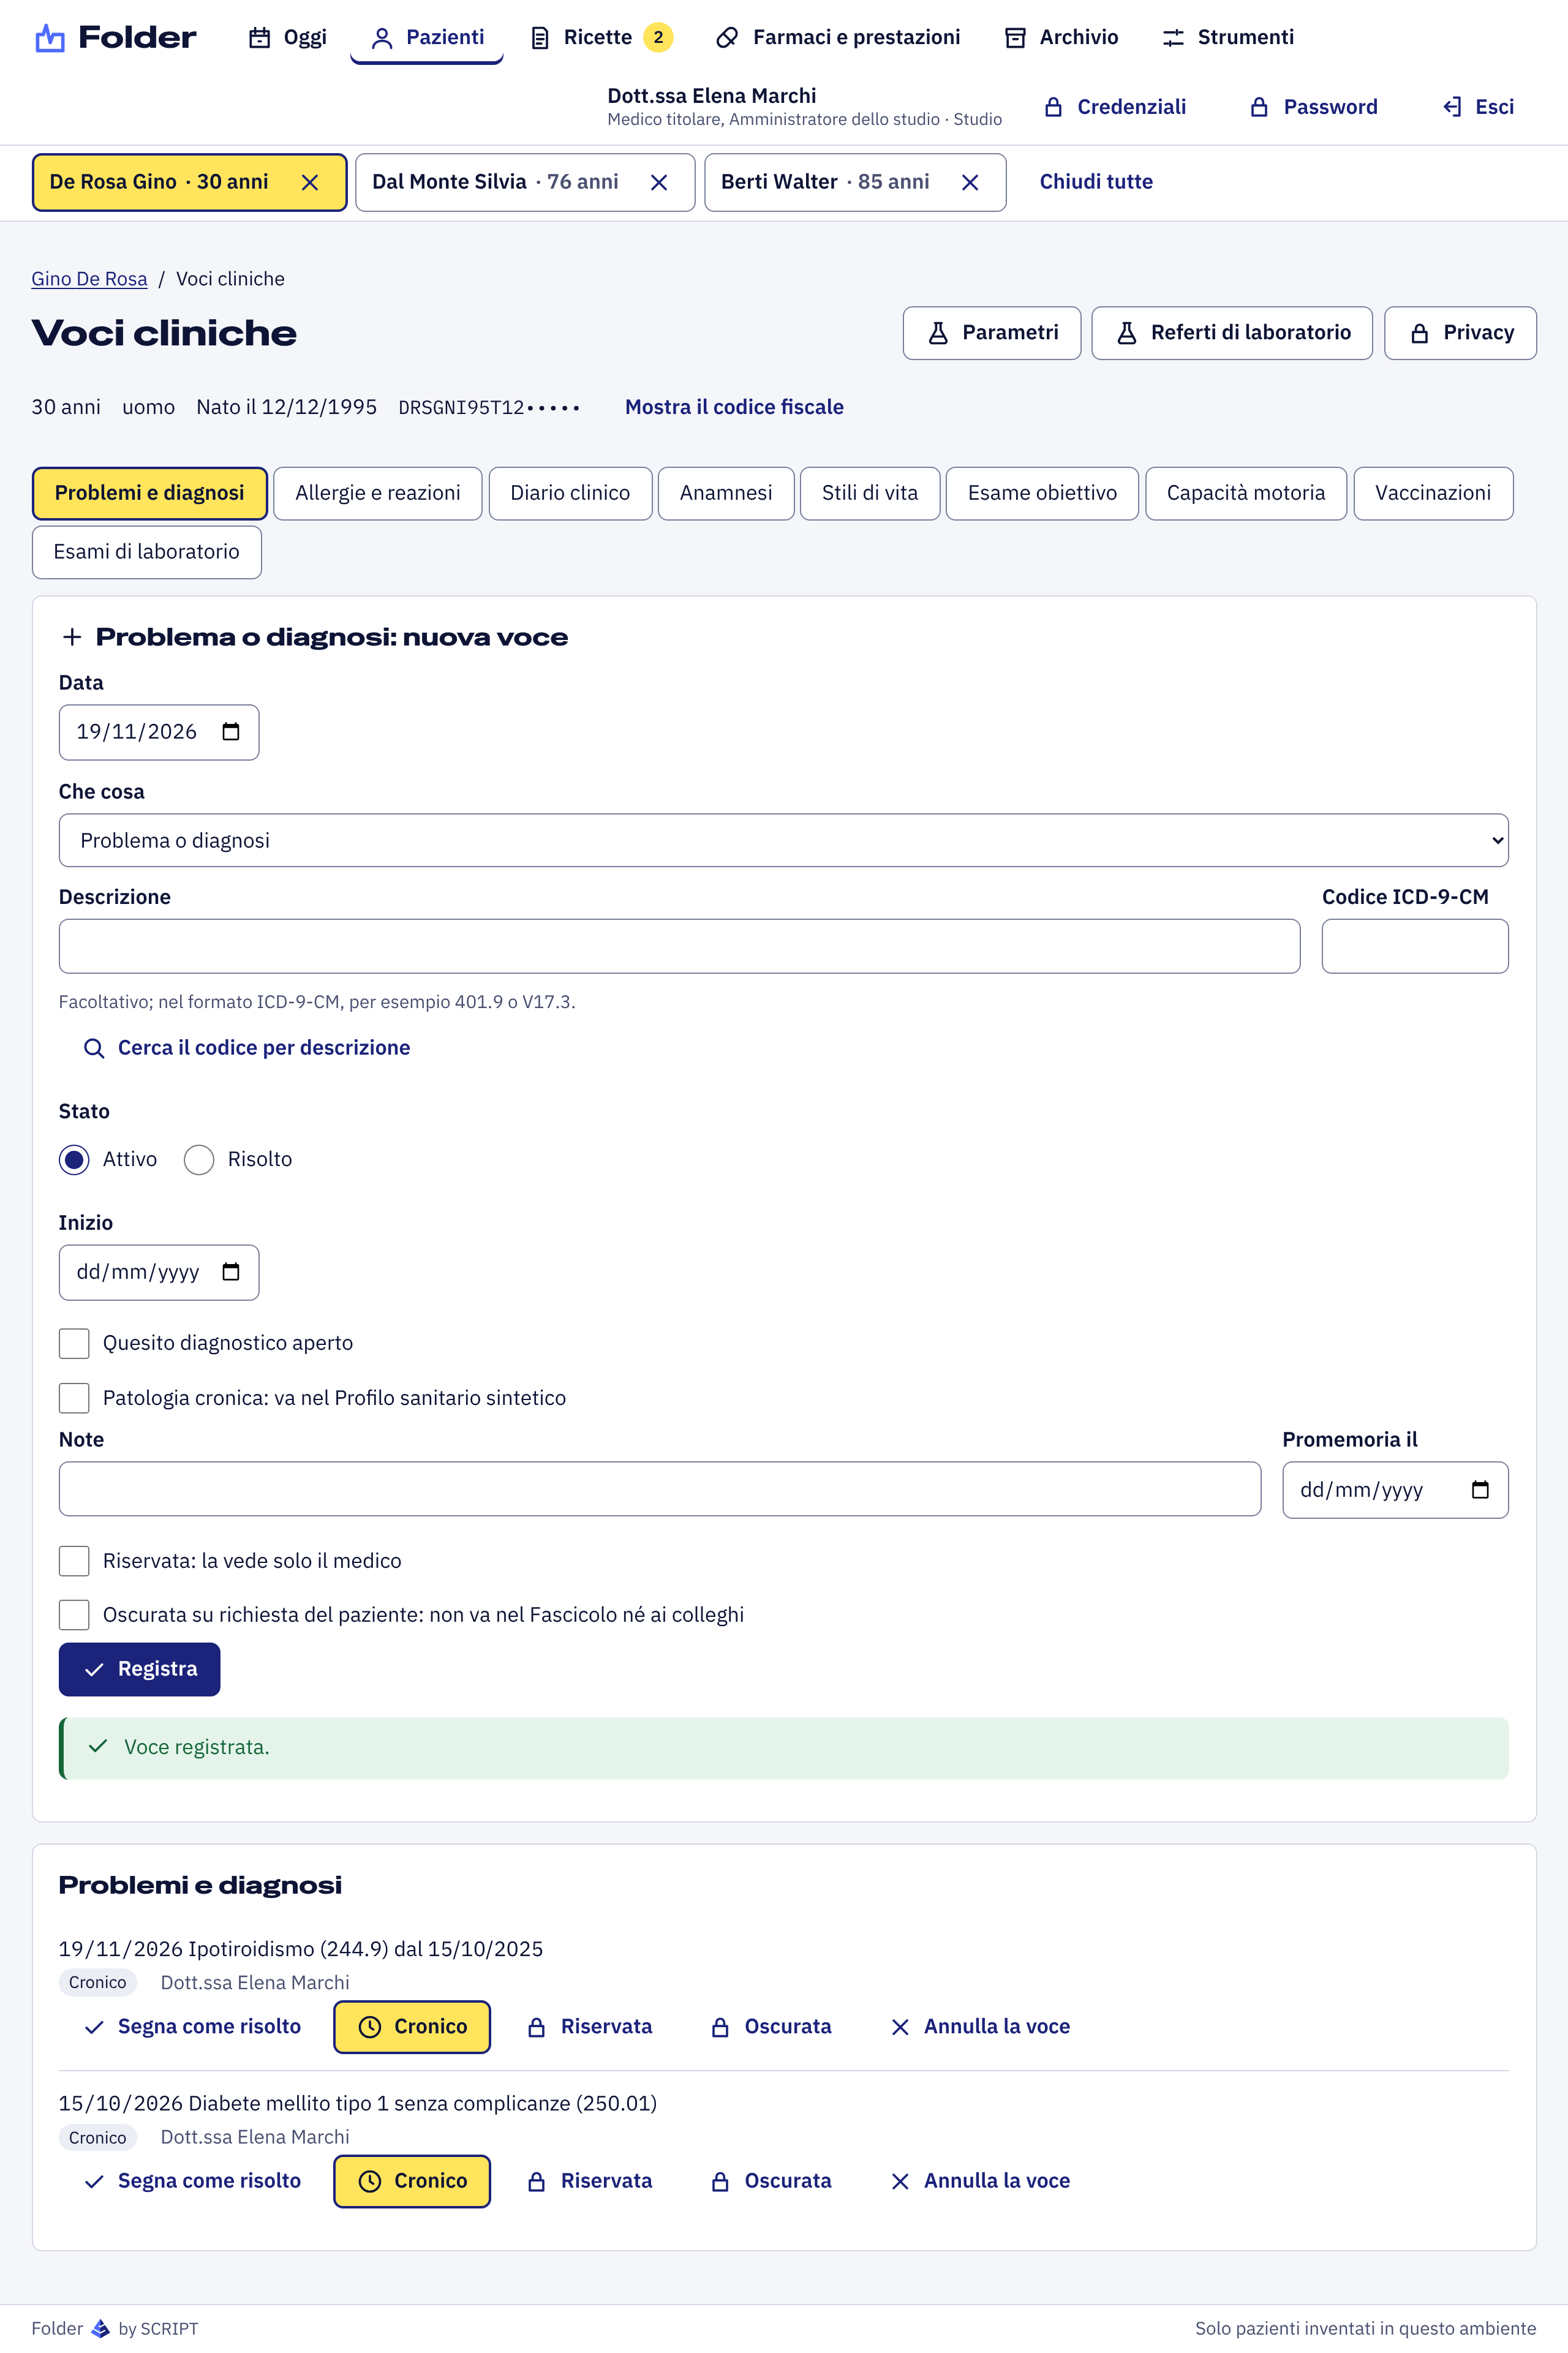 Folder Oggi Pazienti Ricette 2 Farmaci e prestazioni Archivio Strumenti
Dott.ssa Elena Marchi
Medico titolare, Amministratore dello studio · Studio
Credenziali Password Esci
De Rosa Gino · 30 anni Dal Monte Silvia · 76 anni Berti Walter · 85 anni Chiudi tutte
Gino De Rosa / Voci cliniche
Voci cliniche
Parametri Referti di laboratorio Privacy
30 anni uomo Nato il 12/12/1995 DRSGNI95T12••••• Mostra il codice fiscale
Problemi e diagnosi Allergie e reazioni Diario clinico Anamnesi Stili di vita Esame obiettivo Capacità motoria Vaccinazioni
Esami di laboratorio
Problema o diagnosi: nuova voce
Data
19/11/2026
Che cosa
Problema o diagnosi
Descrizione Codice ICD-9-CM
Facoltativo; nel formato ICD-9-CM, per esempio 401.9 o V17.3.
Cerca il codice per descrizione
Stato
Attivo Risolto
Inizio
dd/mm/yyyy
Quesito diagnostico aperto
Patologia cronica: va nel Profilo sanitario sintetico
Note Promemoria il
dd/mm/yyyy
Riservata: la vede solo il medico
Oscurata su richiesta del paziente: non va nel Fascicolo né ai colleghi
Registra
Voce registrata.
Problemi e diagnosi
19/11/2026 Ipotiroidismo (244.9) dal 15/10/2025
Cronico Dott.ssa Elena Marchi
Segna come risolto Cronico Riservata Oscurata Annulla la voce
15/10/2026 Diabete mellito tipo 1 senza complicanze (250.01)
Cronico Dott.ssa Elena Marchi
Segna come risolto Cronico Riservata Oscurata Annulla la voce
Folder by SCRIPT Solo pazienti inventati in questo ambiente